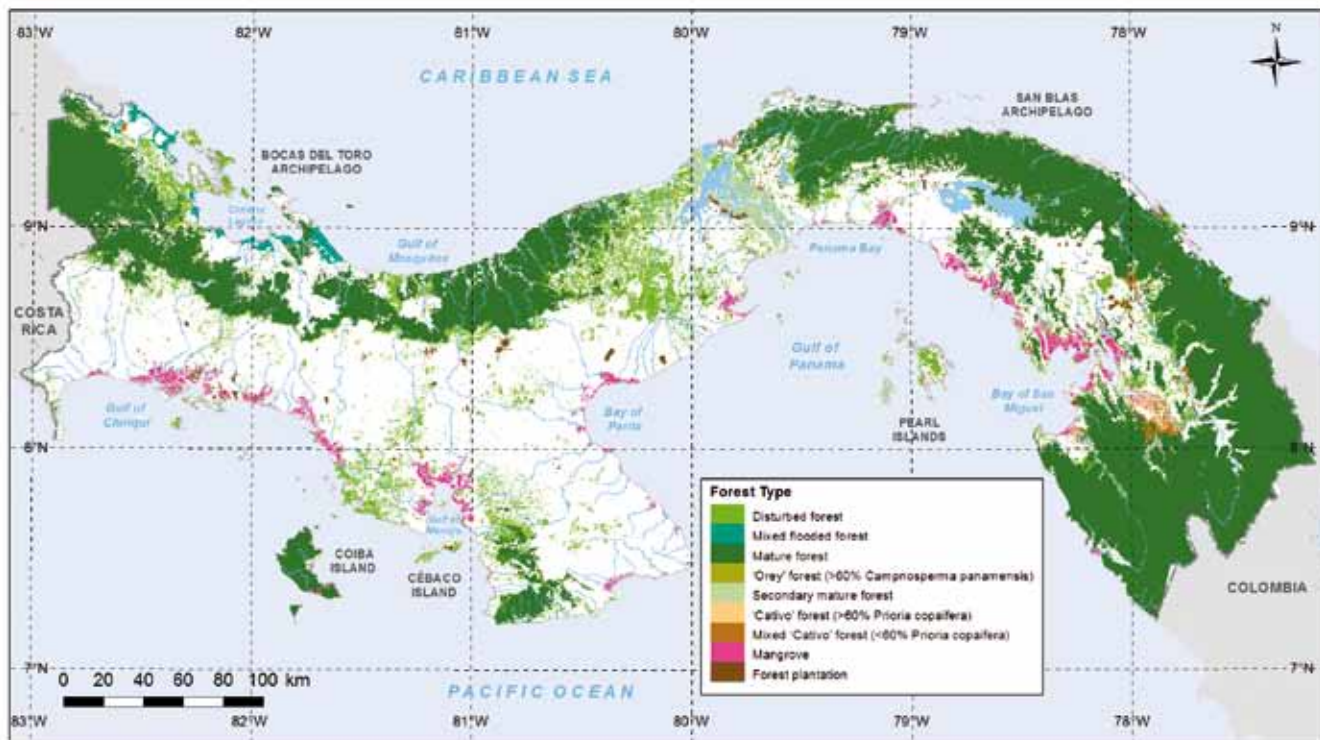 83°W
82°W
81°W
80°W
79°W
78°W
N
CARIBBEAN SEA
SAN BLAS
ARCHIPELAGO
BOCAS DEL TORO
ARCHIPELAGO
9°N
9°N
Gulf of
Mosquitos
Panama Bay
COSTA
RICA
Gulf of
Panama
Gulf of
Chiriqui
Bay of
Parita
Bay of San
Miguel
PEARL
ISLANDS
8°N
8°N
Gulf of
COIBA
ISLAND
CÉBACO
ISLAND
COLOMBIA
Forest Type
Disturbed forest
Mixed flooded forest
Mature forest
'Orey' forest (>60% Campnosperma panamensis)
Secondary mature forest
'Cativo' forest (>60% Prioria copaifera)
Mixed 'Cativo' forest (<60% Prioria copaifera)
Mangrove
Forest plantation
7°N
7°N
0 20 40 60 80 100 km
PACIFIC OCEAN
83°W
82°W
81°W
80°W
79°W
78°W